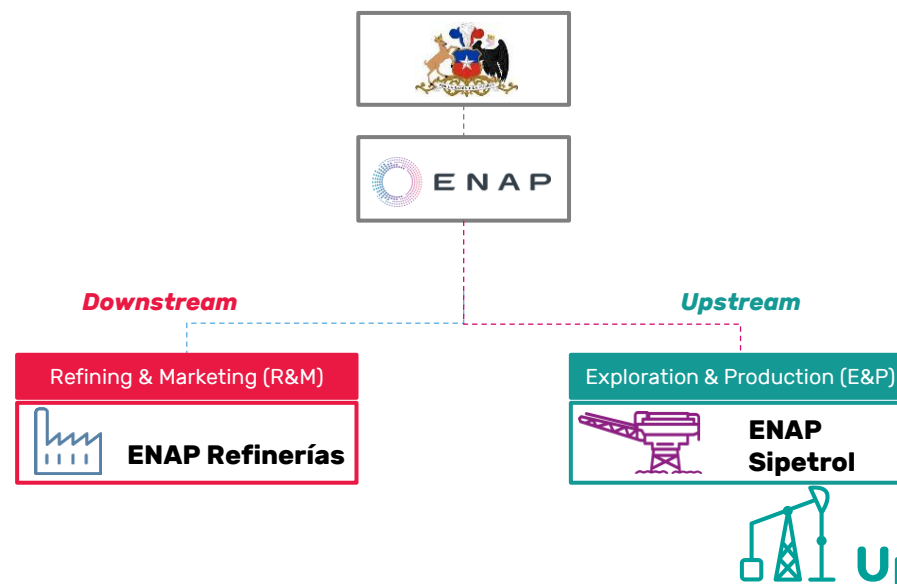 ENAP
Downstream
Upstream
Refining & Marketing (R&M)
Exploration & Production (E&P)
ENAP Refinerías
ENAP
Sipetrol